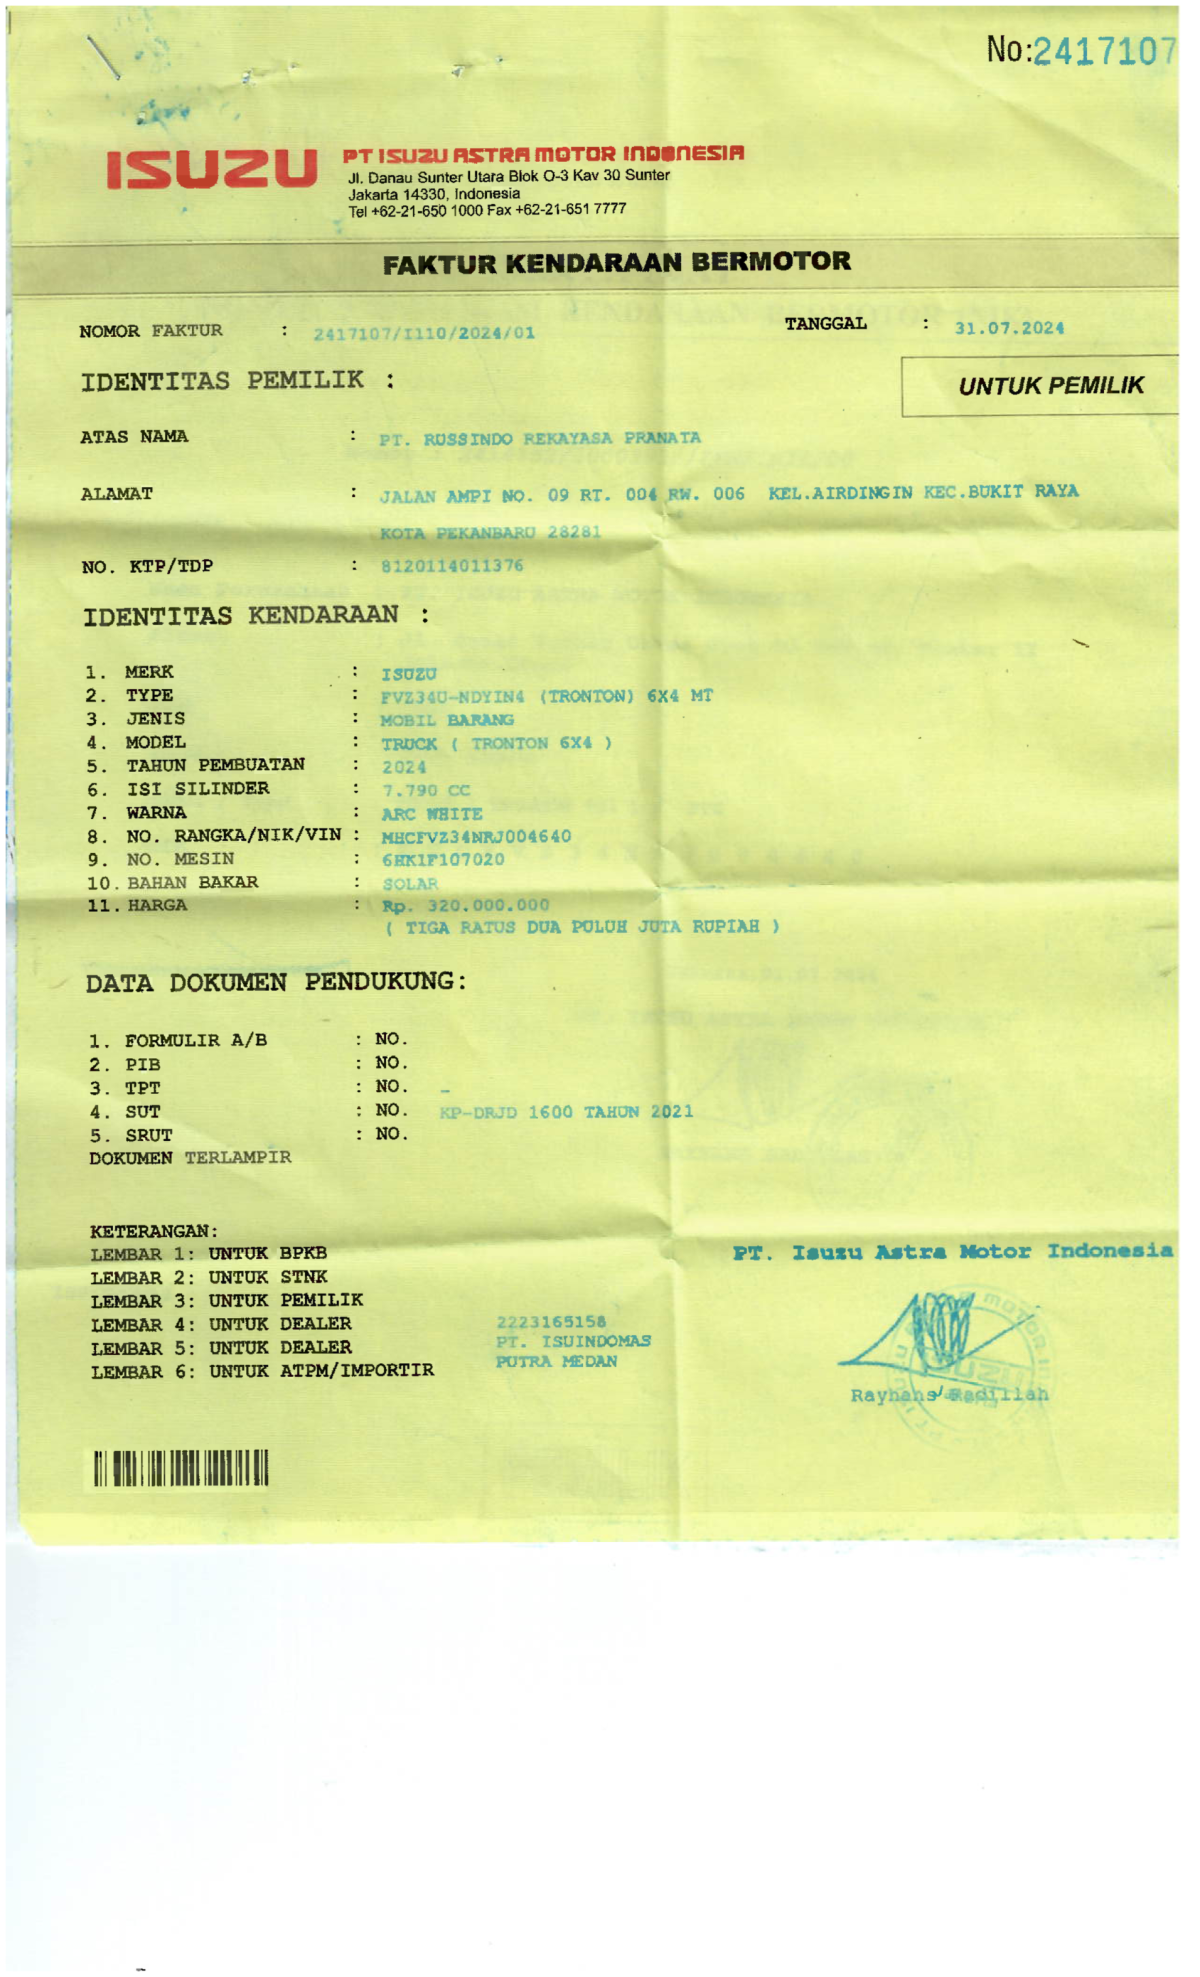 No:2417107
ISUZU
PT ISUZU ASTRA MOTOR INDONESIA
Jl. Danau Sunter Utara Blok O-3 Kav 30 Sunter
Jakarta 14330, Indonesia
Tel +62-21-650 1000 Fax +62-21-651 7777
FAKTUR KENDARAAN BERMOTOR
NOMOR FAKTUR : 2417107/I110/2024/01
TANGGAL : 31.07.2024
IDENTITAS PEMILIK :
UNTUK PEMILIK
ATAS NAMA : PT. RUSSINDO REKAYASA PRANATA
ALAMAT : JALAN AMPI NO. 09 RT. 004 RW. 006 KEL.AIRDINGIN KEC.BUKIT RAYA
KOTA PEKANBARU 28281
NO. KTP/TDP : 8120114011376
IDENTITAS KENDARAAN :
1. MERK : ISUZU
2. TYPE : FVZ34U-NDYIN4 (TRONTON) 6X4 MT
3. JENIS : MOBIL BARANG
4. MODEL : TRUCK ( TRONTON 6X4 )
5. TAHUN PEMBUATAN : 2024
6. ISI SILINDER : 7.790 CC
7. WARNA : ARC WHITE
8. NO. RANGKA/NIK/VIN : MHCFVZ34NRJ004640
9. NO. MESIN : 6HK1F107020
10. BAHAN BAKAR : SOLAR
11. HARGA : Rp. 320.000.000
( TIGA RATUS DUA PULUH JUTA RUPIAH )
DATA DOKUMEN PENDUKUNG:
1. FORMULIR A/B : NO.
2. PIB : NO.
3. TPT : NO. -
4. SUT : NO. KP-DRJD 1600 TAHUN 2021
5. SRUT : NO.
DOKUMEN TERLAMPIR
KETERANGAN:
LEMBAR 1: UNTUK BPKB
LEMBAR 2: UNTUK STNK
LEMBAR 3: UNTUK PEMILIK
LEMBAR 4: UNTUK DEALER
LEMBAR 5: UNTUK DEALER
LEMBAR 6: UNTUK ATPM/IMPORTIR
2223165158
PT. ISUINDOMAS
PUTRA MEDAN
PT. Isuzu Astra Motor Indonesia